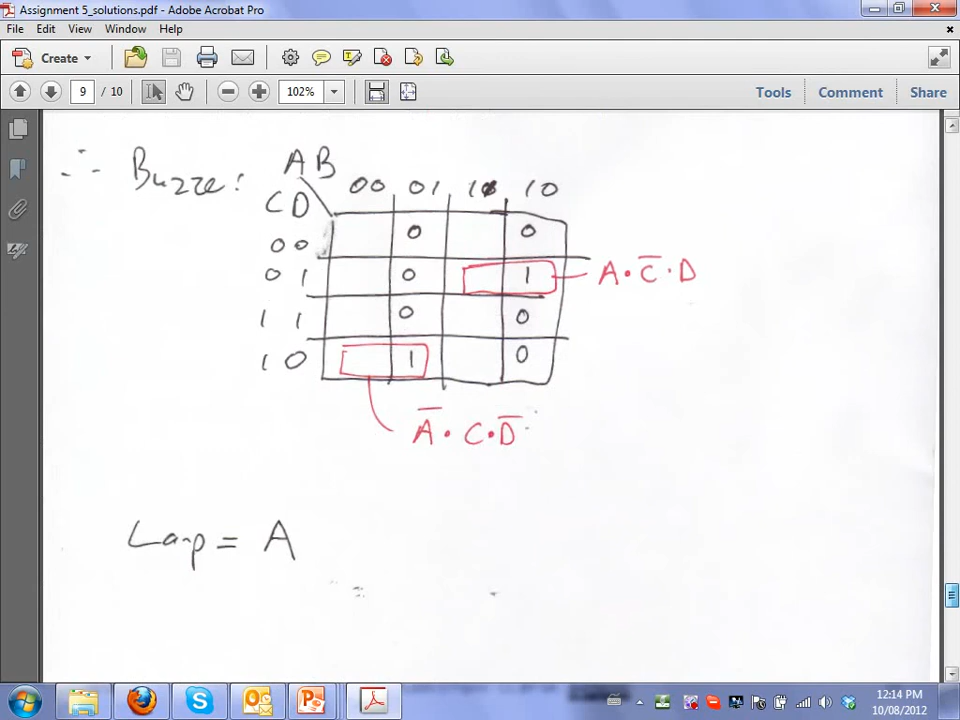 Assignment 5_solutions.pdf - Adobe Acrobat Pro
File Edit View Window Help
Create
9 / 10 102% Tools Comment Share
∴ Buzze: AB
CD 00 01 10
00 0 0
01 0 1 A·C̅·D
11 0 0
10 1 0
A̅·C·D̅
Lamp = A
12:14 PM
10/08/2012